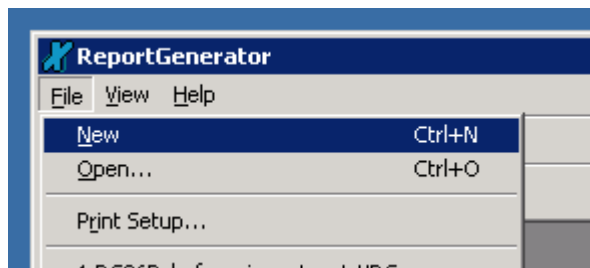 ReportGenerator
File View Help
New Ctrl+N
Open... Ctrl+O
Print Setup...